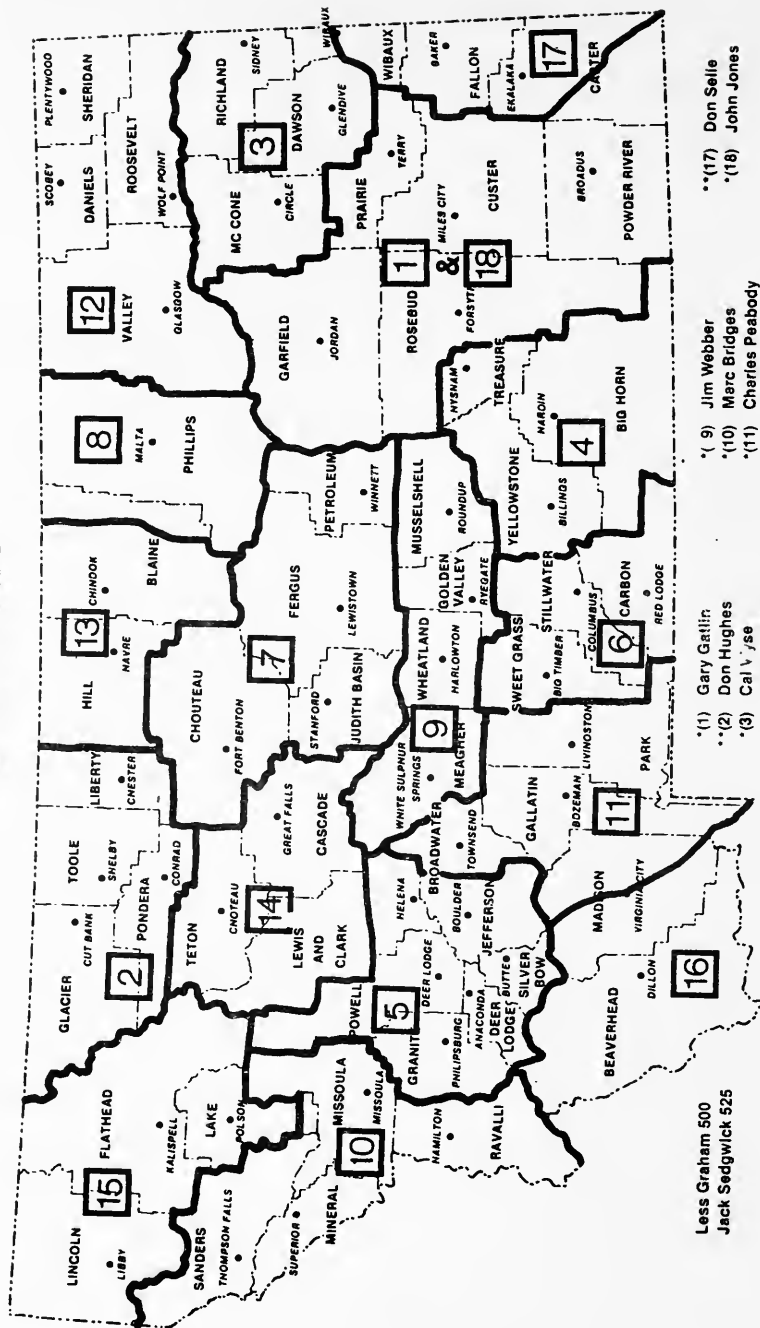 LINCOLN
LIBBY
15
FLATHEAD
KALISPELL
LAKE
POLSON
SANDERS
THOMPSON FALLS
SUPERIOR
MINERAL
10
MISSOULA
MISSOULA
HAMILTON
RAVALLI
GLACIER
CUT BANK
2
PONDERA
CONRAD
TOOLE
SHELBY
LIBERTY
CHESTER
TETON
CHOTEAU
14
LEWIS
AND
CLARK
GREAT FALLS
CASCADE
POWELL
5
DEER LODGE
GRANIT
PHILIPSBURG
ANACONDA
DEER
LODGE
BUTTE
SILVER
BOW
HELENA
BOULDER
JEFFERSON
BROADWATER
TOWNSEND
BEAVERHEAD
DILLON
16
MADISON
VIRGINIA CITY
GALLATIN
BOZEMAN
11
PARK
LIVINGSTON
HILL
HAVRE
13
CHINOOK
BLAINE
CHOUTEAU
FORT BENTON
7
FERGUS
LEWISTOWN
STANFORD
JUDITH BASIN
PETROLEUM
WINNETT
WHITE SULPHUR
SPRINGS
9
MEAGHER
WHEATLAND
HARLOWTON
GOLDEN
VALLEY
RYEGATE
MUSSELSHELL
ROUNDUP
SWEET GRASS
BIG TIMBER
STILLWATER
COLUMBUS
6
CARBON
RED LODGE
YELLOWSTONE
BILLINGS
4
HARDIN
BIG HORN
HYSHAM
TREASURE
8
MALTA
PHILLIPS
12
VALLEY
GLASGOW
SCOBEY
DANIELS
PLENTYWOOD
SHERIDAN
ROOSEVELT
WOLF POINT
RICHLAND
SIDNEY
3
DAWSON
GLENDIVE
MC CONE
CIRCLE
GARFIELD
JORDAN
PRAIRIE
TERRY
WIBAUX
WIBAUX
BAKER
FALLON
EKALAKA
17
CARTER
ROSEBUD
FORSYTH
1
&
18
MILES CITY
CUSTER
BROADUS
POWDER RIVER
Less Graham 500
Jack Sedgwick 525
*(1) Gary Gatlin
**(2) Don Hughes
*(3) Cal
*( 9) Jim Webber
*(10) Marc Bridges
*(11) Charles Peabody
**(17) Don Selle
*(18) John Jones